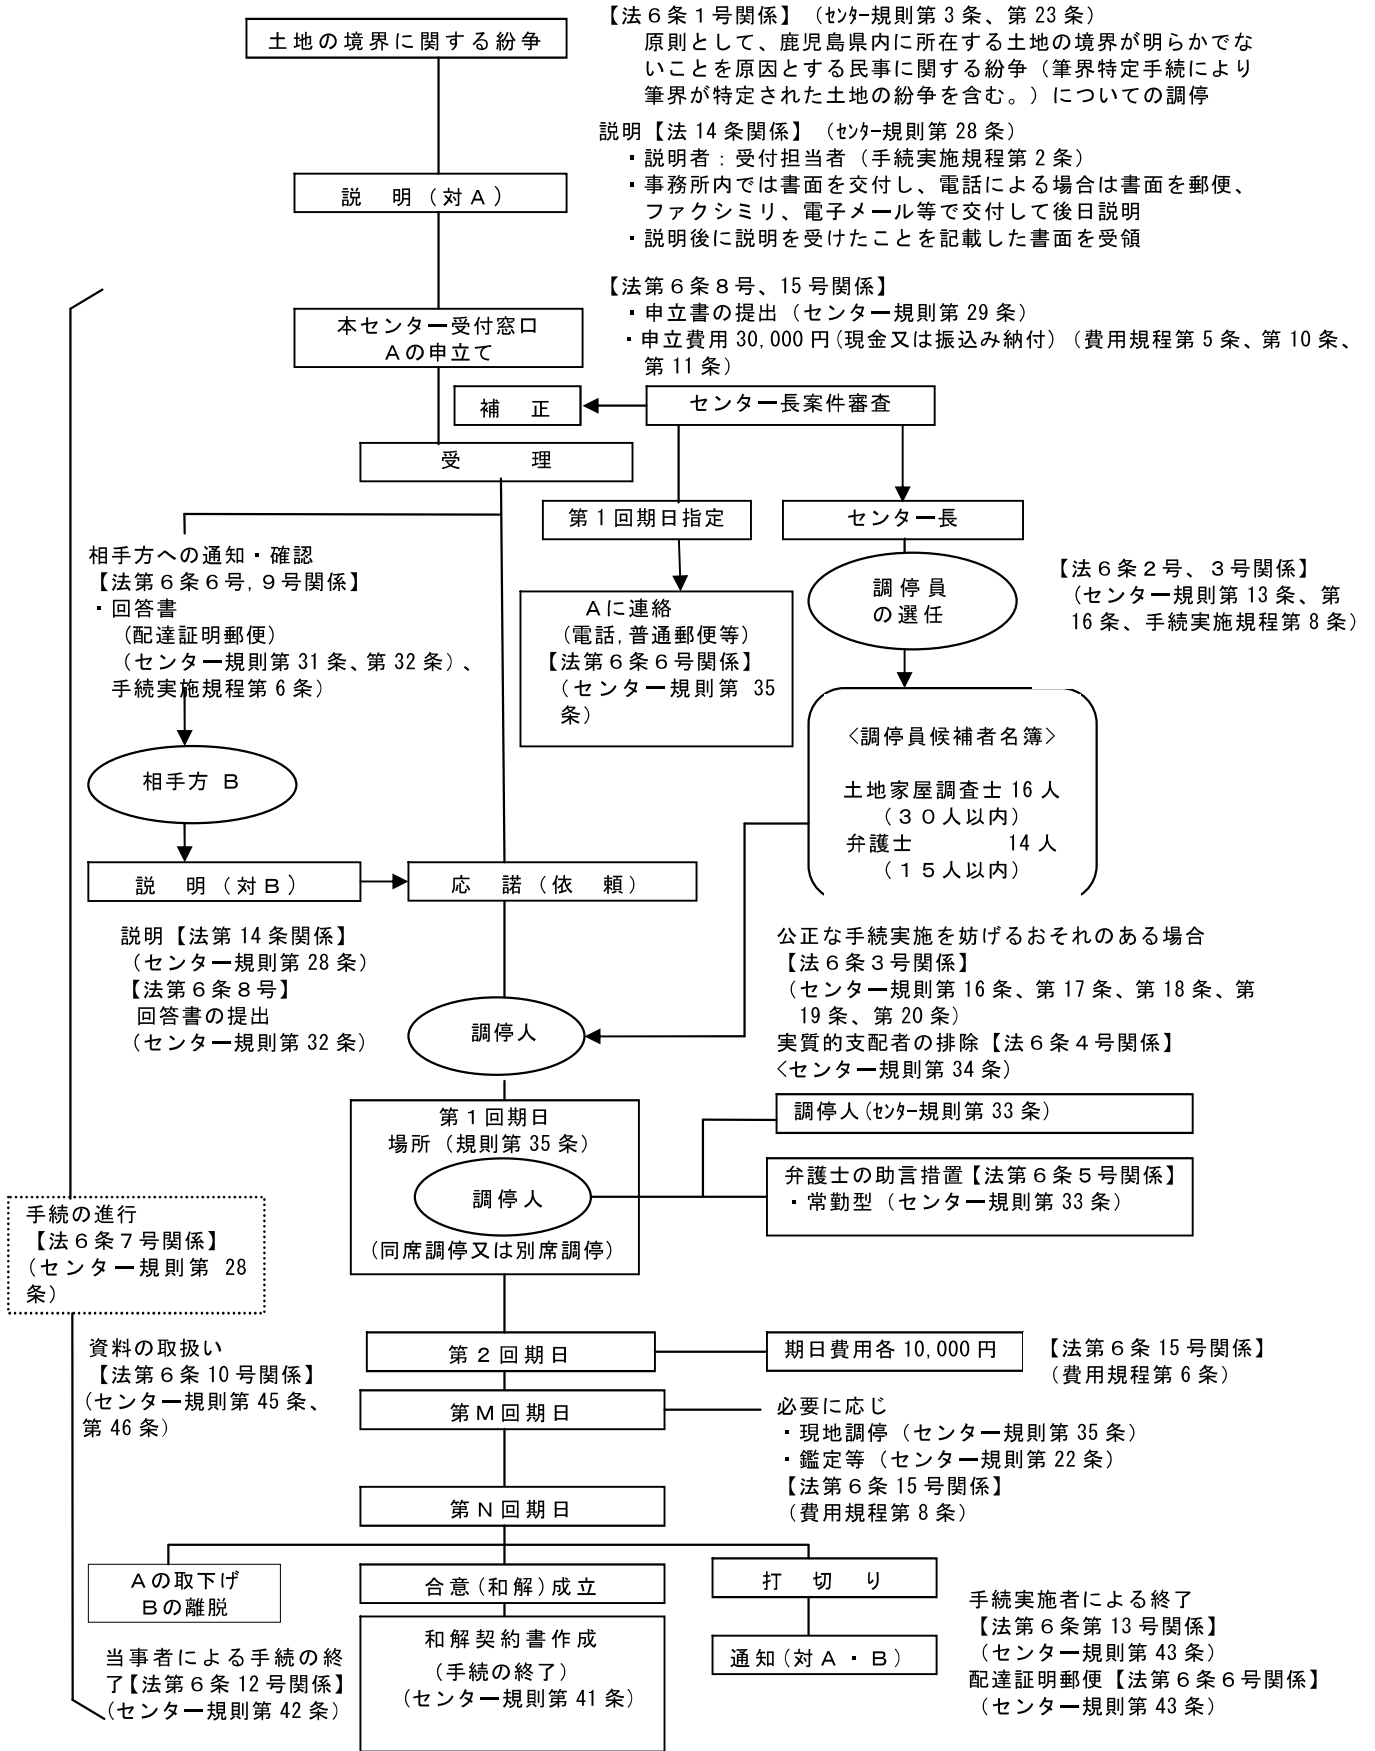 土地の境界に関する紛争
【法６条１号関係】（ｾﾝﾀｰ規則第３条、第23条）
原則として、鹿児島県内に所在する土地の境界が明らかでな
いことを原因とする民事に関する紛争（筆界特定手続により
筆界が特定された土地の紛争を含む。）についての調停
説明【法14条関係】（ｾﾝﾀｰ規則第28条）
・説明者：受付担当者（手続実施規程第２条）
・事務所内では書面を交付し、電話による場合は書面を郵便、
ファクシミリ、電子メール等で交付して後日説明
・説明後に説明を受けたことを記載した書面を受領
説　明（対Ａ）
【法第６条８号、15号関係】
・申立書の提出（センター規則第29条）
・申立費用30,000円(現金又は振込み納付)（費用規程第５条、第10条、
第11条）
本センター受付窓口
Ａの申立て
補　正
センター長案件審査
受　　理
第１回期日指定
センター長
相手方への通知・確認
【法第６条６号,９号関係】
・回答書
（配達証明郵便）
（センター規則第31条、第32条）、
手続実施規程第６条）
Ａに連絡
(電話,普通郵便等)
【法第６条６号関係】
（センター規則第 35
条）
調停員
の選任
【法６条２号、３号関係】
（センター規則第13条、第
16条、手続実施規程第８条）
<調停員候補者名簿>
土地家屋調査士16人
（３０人以内）
弁護士　　　　14人
（１５人以内）
相手方 Ｂ
説　明（対Ｂ）
応　諾（依　頼）
説明【法第14条関係】
（センター規則第28条）
【法第６条８号】
回答書の提出
（センター規則第32条）
公正な手続実施を妨げるおそれのある場合
【法６条３号関係】
（センター規則第16条、第17条、第18条、第
19条、第20条）
実質的支配者の排除【法６条４号関係】
<センター規則第34条）
調停人
第１回期日
場所（規則第35条）
調停人
(同席調停又は別席調停)
調停人(ｾﾝﾀｰ規則第33条）
弁護士の助言措置【法第６条５号関係】
・常勤型（センター規則第33条）
手続の進行
【法６条７号関係】
（センター規則第 28
条）
第２回期日
期日費用各10,000円
【法第６条15号関係】
（費用規程第６条）
資料の取扱い
【法第６条10号関係】
(センター規則第45条、
第46条）
第Ｍ回期日
必要に応じ
・現地調停（センター規則第35条）
・鑑定等（センター規則第22条）
【法第６条15号関係】
（費用規程第８条）
第Ｎ回期日
Ａの取下げ
Ｂの離脱
合意(和解)成立
打　切　り
当事者による手続の終
了【法第６条12号関係】
(センター規則第42条）
和解契約書作成
（手続の終了）
（センター規則第41条）
通知(対Ａ・Ｂ）
手続実施者による終了
【法第６条第13号関係】
（センター規則第43条）
配達証明郵便【法第６条６号関係】
（センター規則第43条）